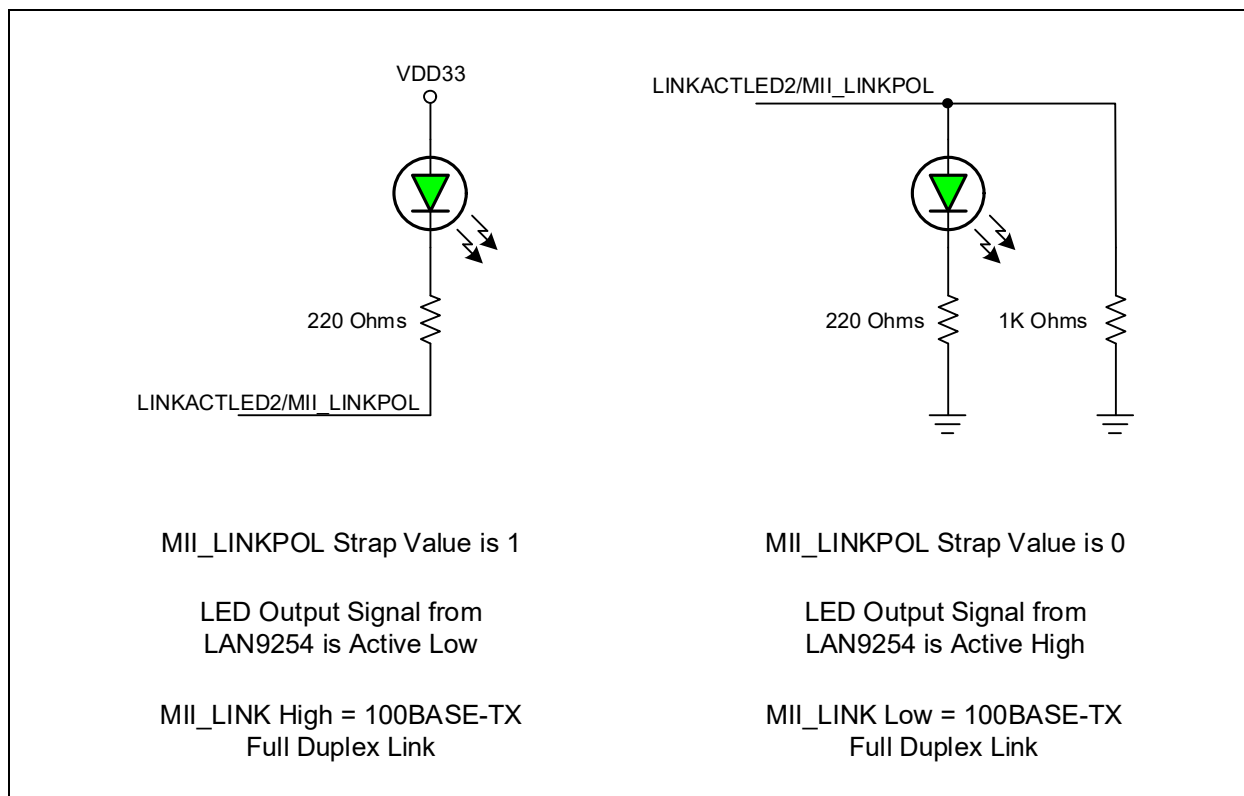 VDD33
220 Ohms
LINKACTLED2/MII_LINKPOL
MII_LINKPOL Strap Value is 1
LED Output Signal from
LAN9254 is Active Low
MII_LINK High = 100BASE-TX
Full Duplex Link
LINKACTLED2/MII_LINKPOL
220 Ohms
1K Ohms
MII_LINKPOL Strap Value is 0
LED Output Signal from
LAN9254 is Active High
MII_LINK Low = 100BASE-TX
Full Duplex Link